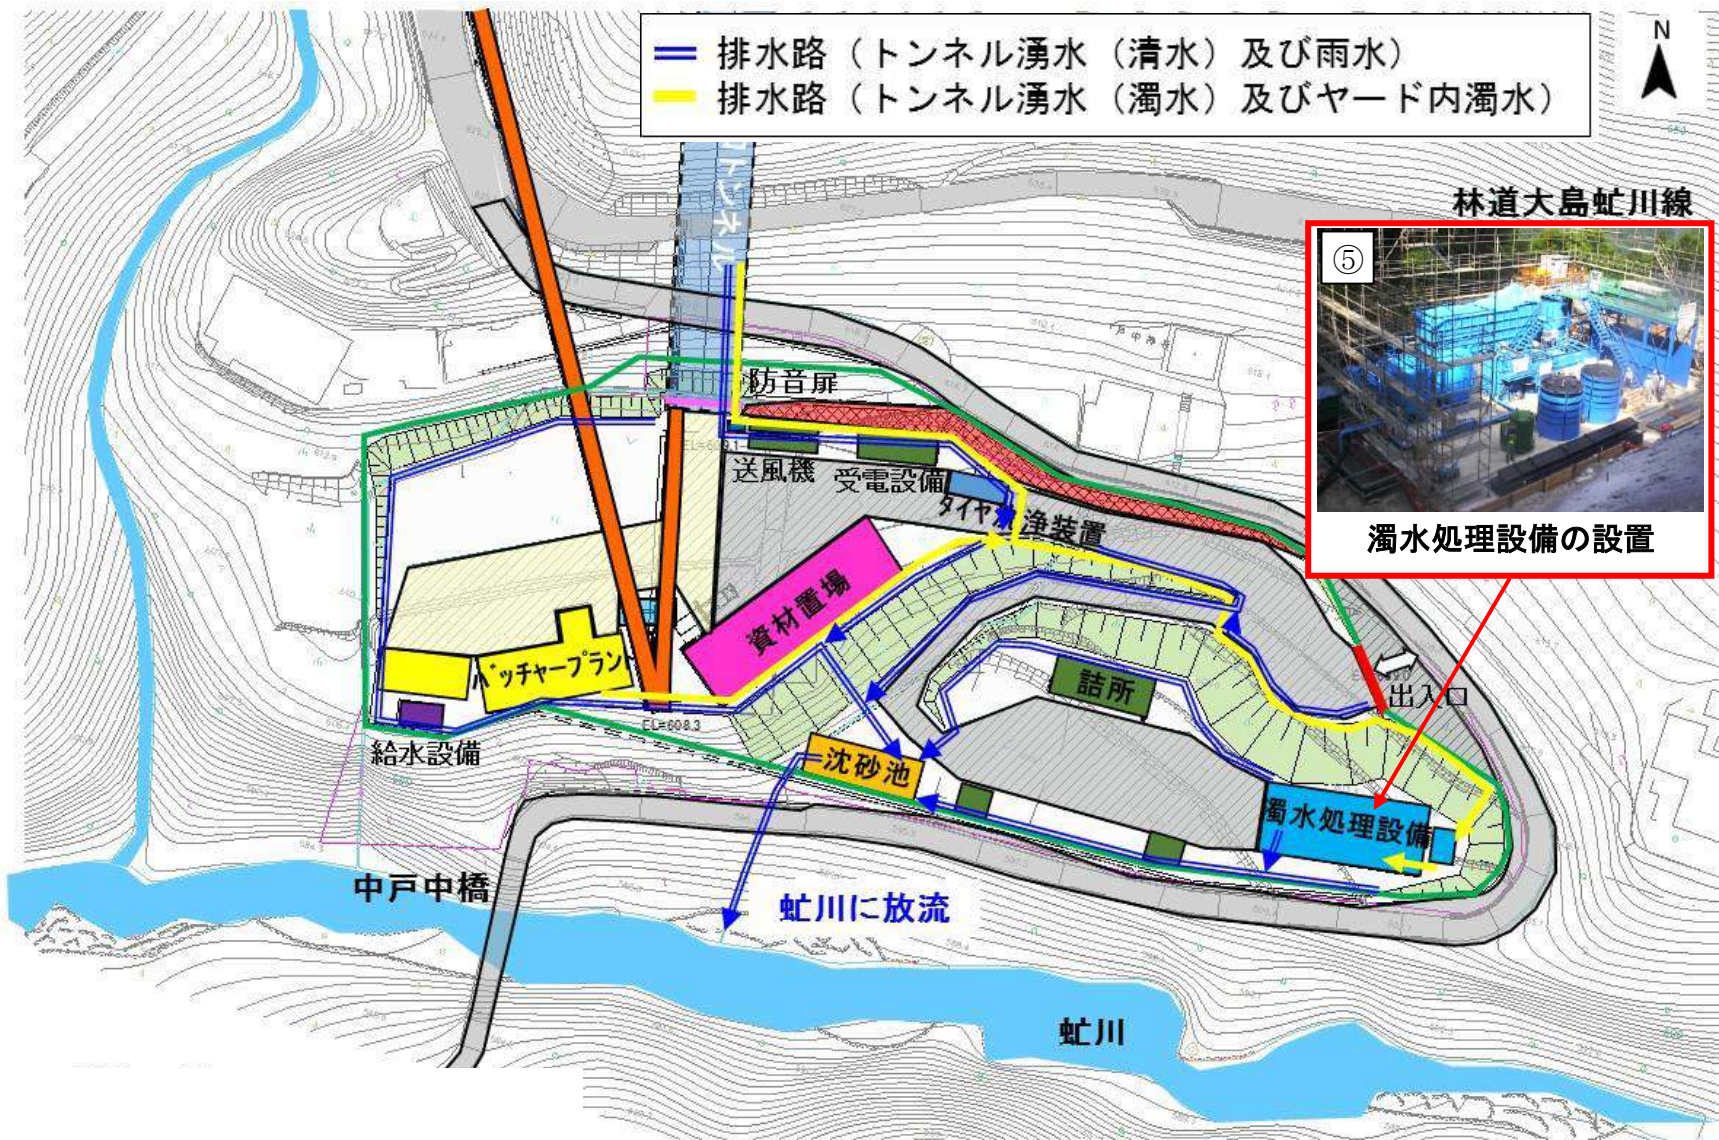 排水路（トンネル湧水（清水）及び雨水）
排水路（トンネル湧水（濁水）及びヤード内濁水）
N
林道大島虻川線
⑤
濁水処理設備の設置
トンネル
防音扉
送風機
受電設備
タイヤ洗浄装置
資材置場
バッチャープラント
給水設備
EL=608.3
詰所
出入口
沈砂池
濁水処理設備
中戸中橋
虻川に放流
虻川